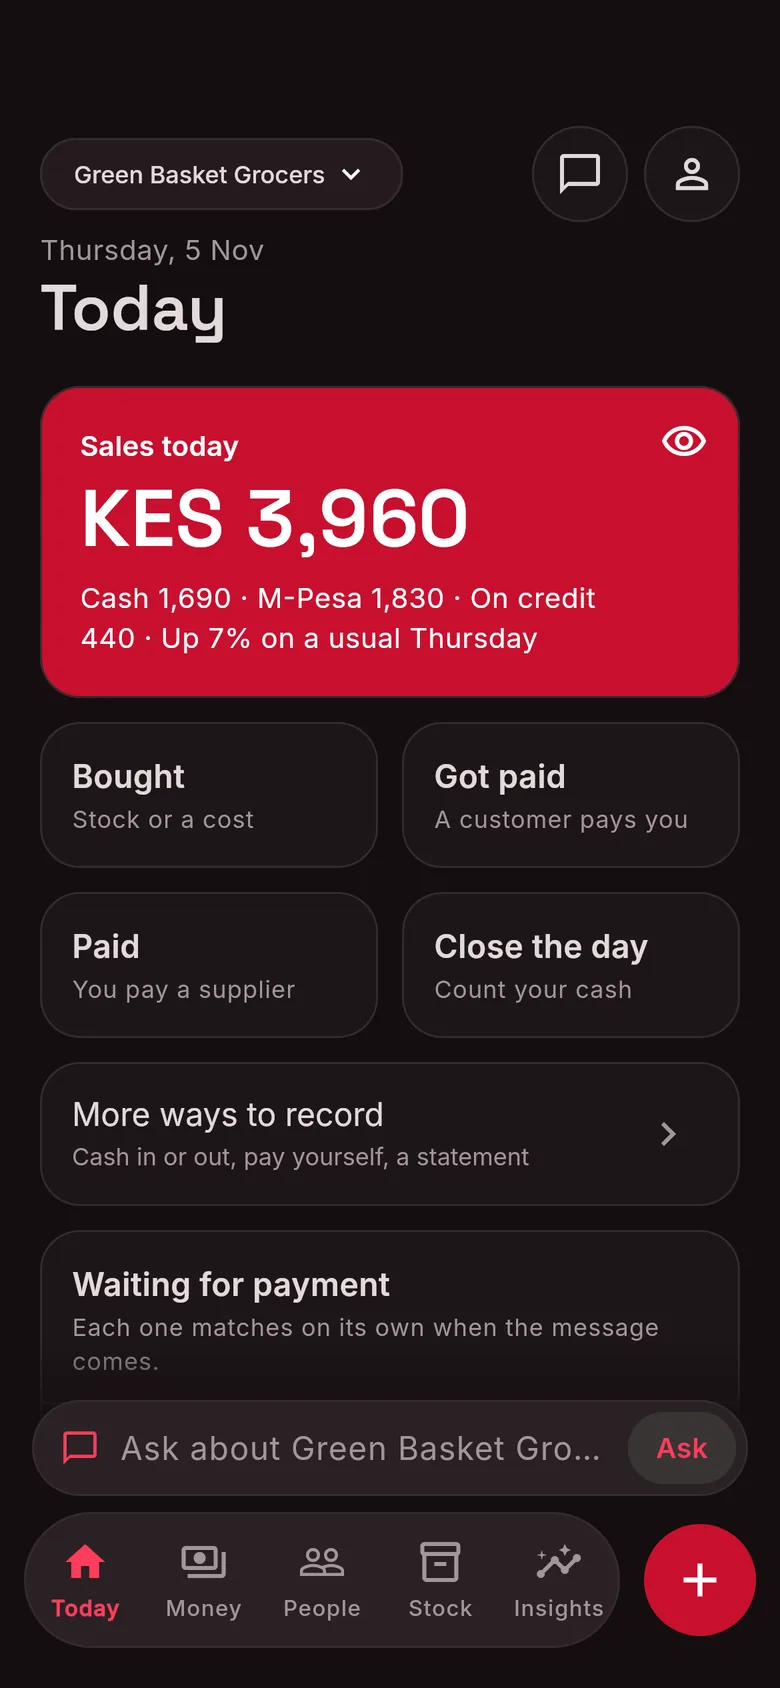 Green Basket Grocers
Thursday, 5 Nov
Today
Sales today
KES 3,960
Cash 1,690 · M-Pesa 1,830 · On credit
440 · Up 7% on a usual Thursday
Bought
Stock or a cost
Got paid
A customer pays you
Paid
You pay a supplier
Close the day
Count your cash
More ways to record
Cash in or out, pay yourself, a statement
Waiting for payment
Each one matches on its own when the message
comes.
Ask about Green Basket Gro...
Ask
Today
Money
People
Stock
Insights